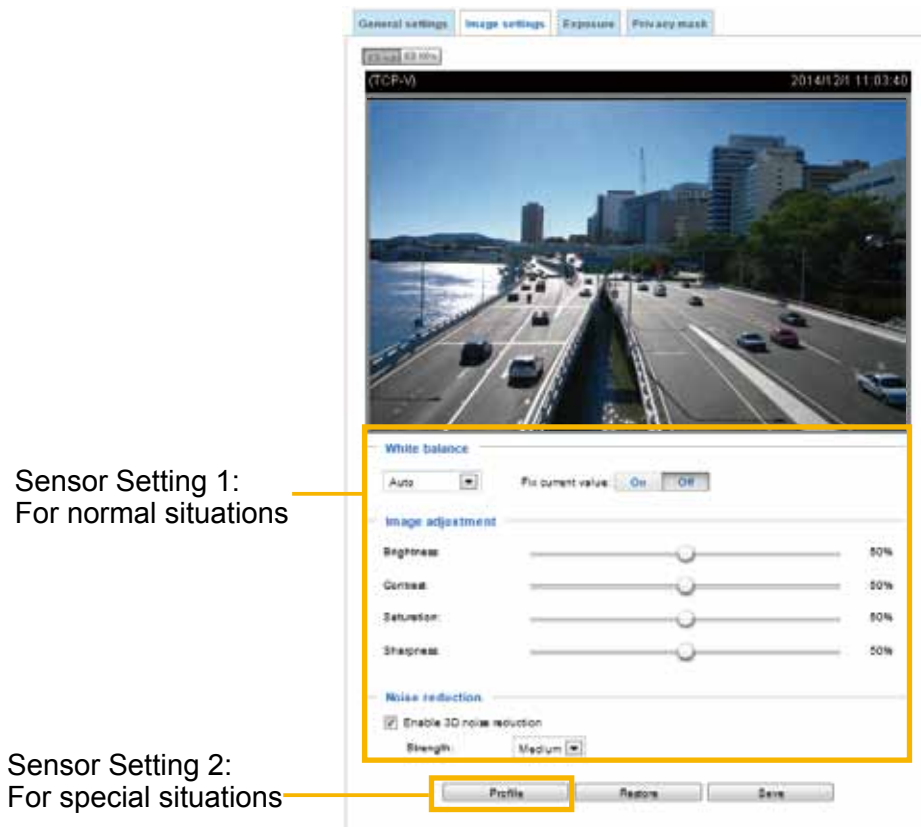 General settings Image settings Exposure Privacy mask
(TCP-V) 2014/12/1 11:03:40
White balance
Auto Fix current value: On Off
Sensor Setting 1:
For normal situations
Image adjustment
Brightness: 50%
Contrast: 50%
Saturation: 50%
Sharpness: 50%
Noise reduction
Enable 3D noise reduction
Strength: Medium
Sensor Setting 2:
For special situations
Profile Restore Save